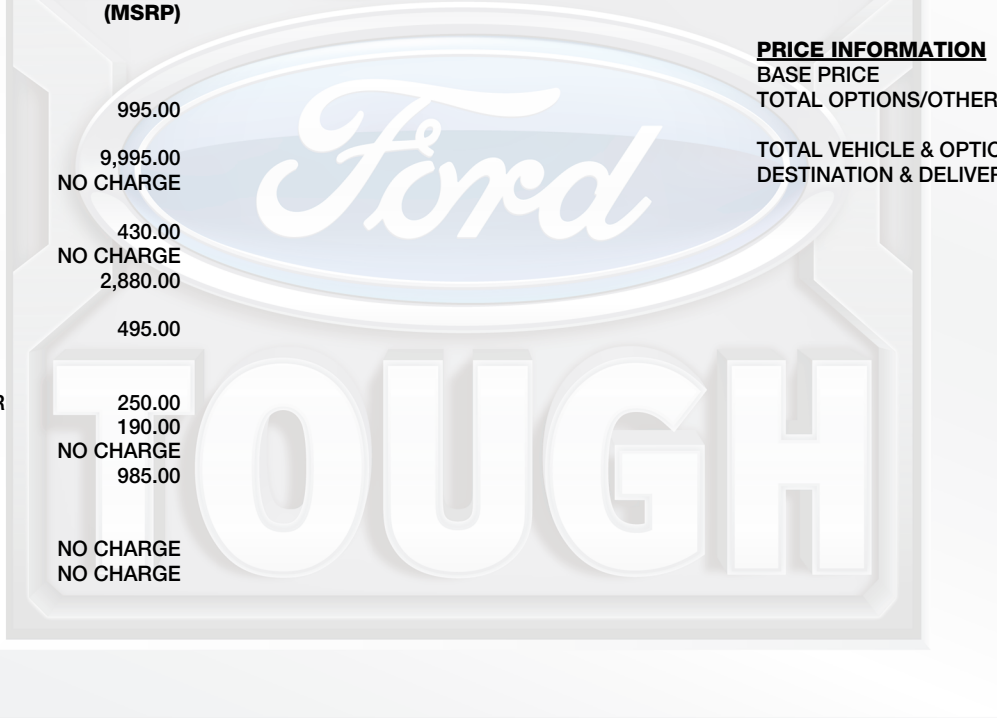 (MSRP)
995.00
9,995.00
NO CHARGE
430.00
NO CHARGE
2,880.00
495.00
R 250.00
190.00
NO CHARGE
985.00
NO CHARGE
NO CHARGE
PRICE INFORMATION
BASE PRICE
TOTAL OPTIONS/OTHER
TOTAL VEHICLE & OPTIO
DESTINATION & DELIVER
Ford
TOUGH